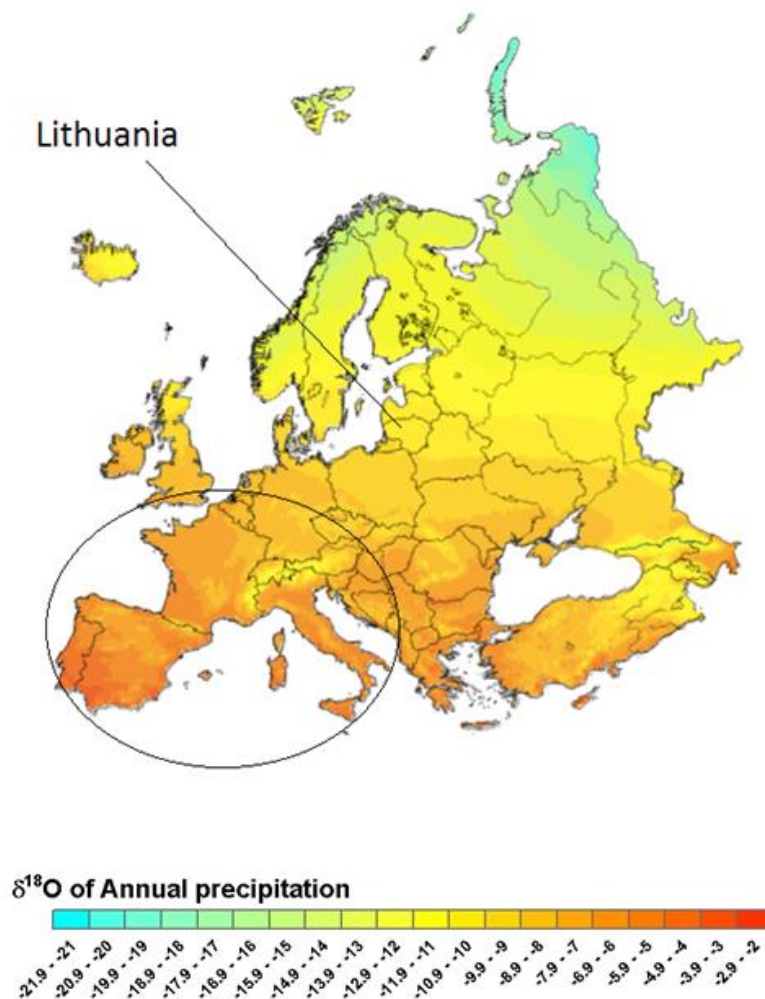 Lithuania
δ18O of Annual precipitation
-21.9 - -21
-20.9 - -20
-19.9 - -19
-18.9 - -18
-17.9 - -17
-16.9 - -16
-15.9 - -15
-14.9 - -14
-13.9 - -13
-12.9 - -12
-11.9 - -11
-10.9 - -10
-9.9 - -9
-8.9 - -8
-7.9 - -7
-6.9 - -6
-5.9 - -5
-4.9 - -4
-3.9 - -3
-2.9 - -2